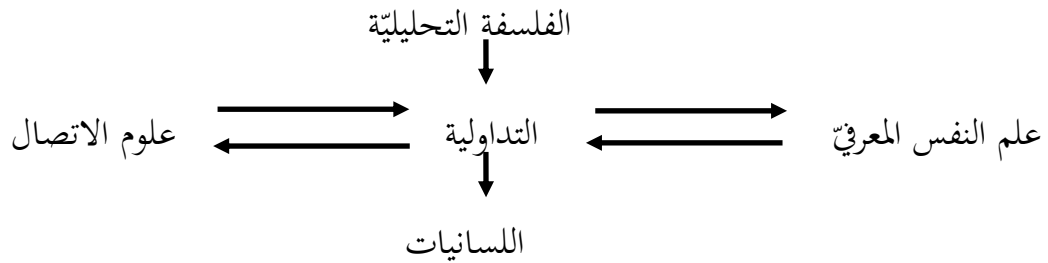 الفلسفة التحليليّة
علم النفس المعرفيّ
التداولية
علوم الاتصال
اللسانيات